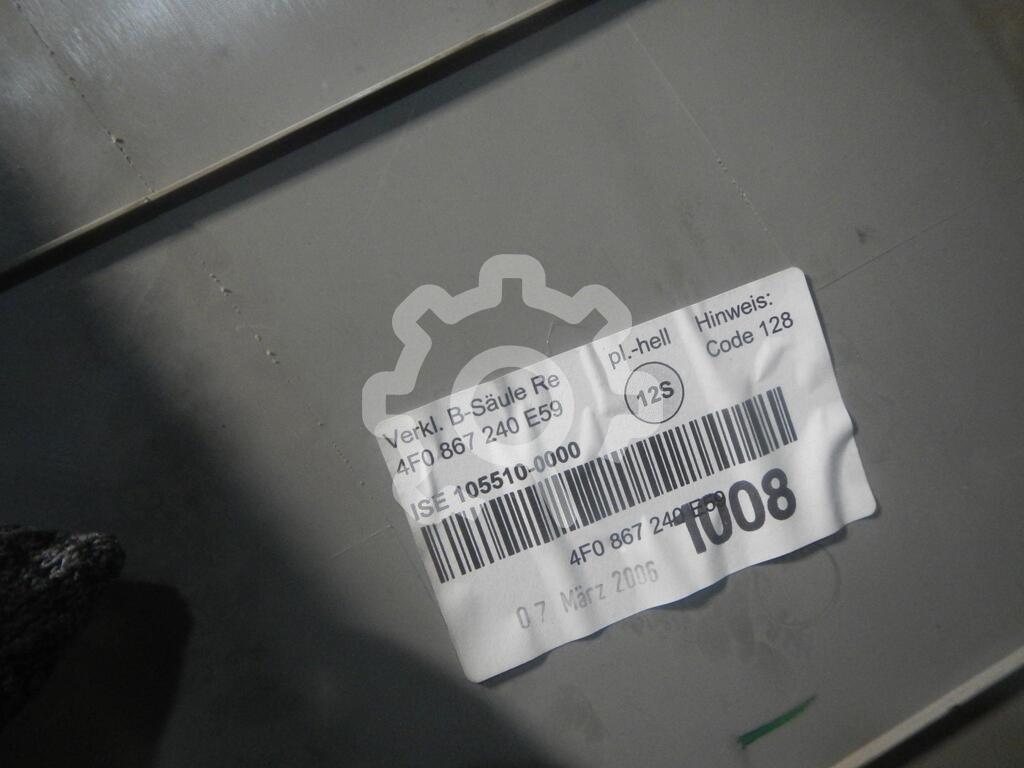 Verkl. B-Säule Re pl.-hell Hinweis:
4F0 867 240 E59 12S Code 128
ISE 105510-0000
4F0 867 240 E59
1008
07 März 2006